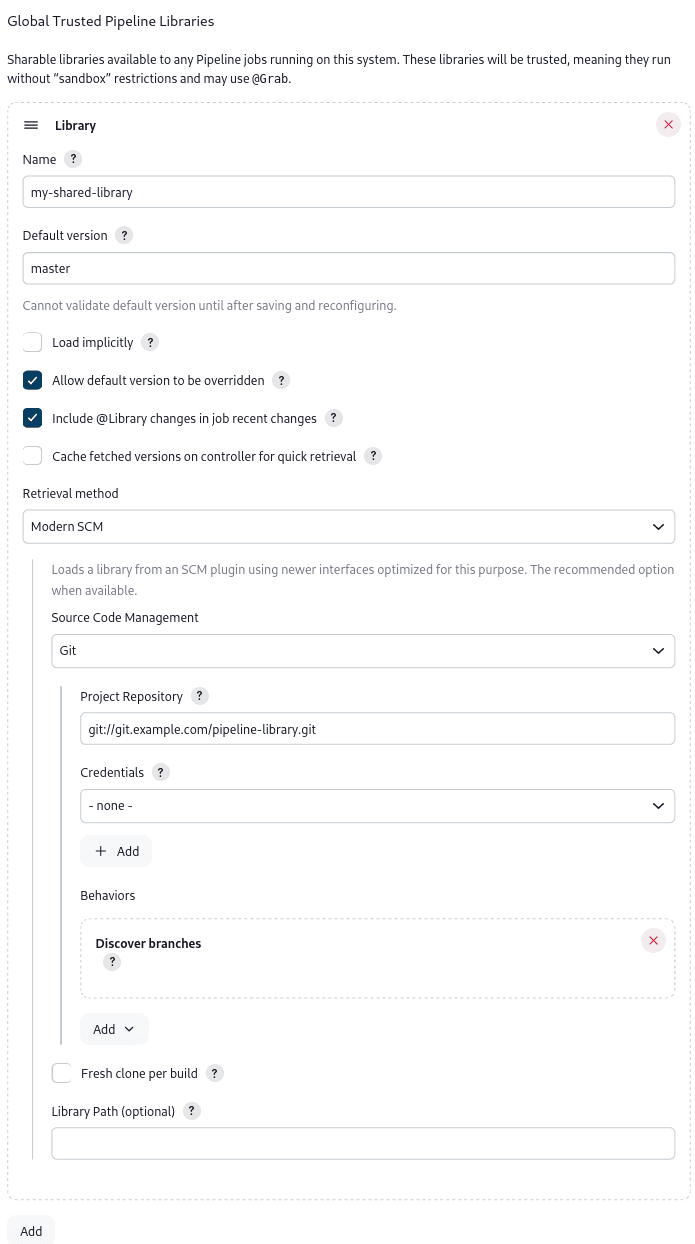 Global Trusted Pipeline Libraries
Sharable libraries available to any Pipeline jobs running on this system. These libraries will be trusted, meaning they run
without “sandbox” restrictions and may use @Grab.
Library
Name ?
my-shared-library
Default version ?
master
Cannot validate default version until after saving and reconfiguring.
Load implicitly ?
Allow default version to be overridden ?
Include @Library changes in job recent changes ?
Cache fetched versions on controller for quick retrieval ?
Retrieval method
Modern SCM
Loads a library from an SCM plugin using newer interfaces optimized for this purpose. The recommended option
when available.
Source Code Management
Git
Project Repository ?
git://git.example.com/pipeline-library.git
Credentials ?
- none -
+ Add
Behaviors
Discover branches
?
Add
Fresh clone per build ?
Library Path (optional) ?
Add